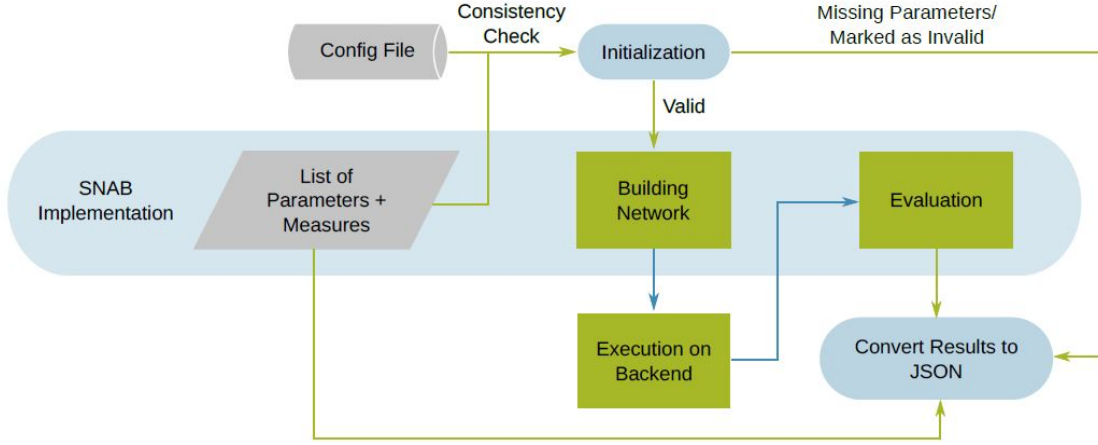 Consistency
Check
Config File
Initialization
Missing Parameters/
Marked as Invalid
Valid
SNAB
Implementation
List of
Parameters +
Measures
Building
Network
Evaluation
Execution on
Backend
Convert Results to
JSON